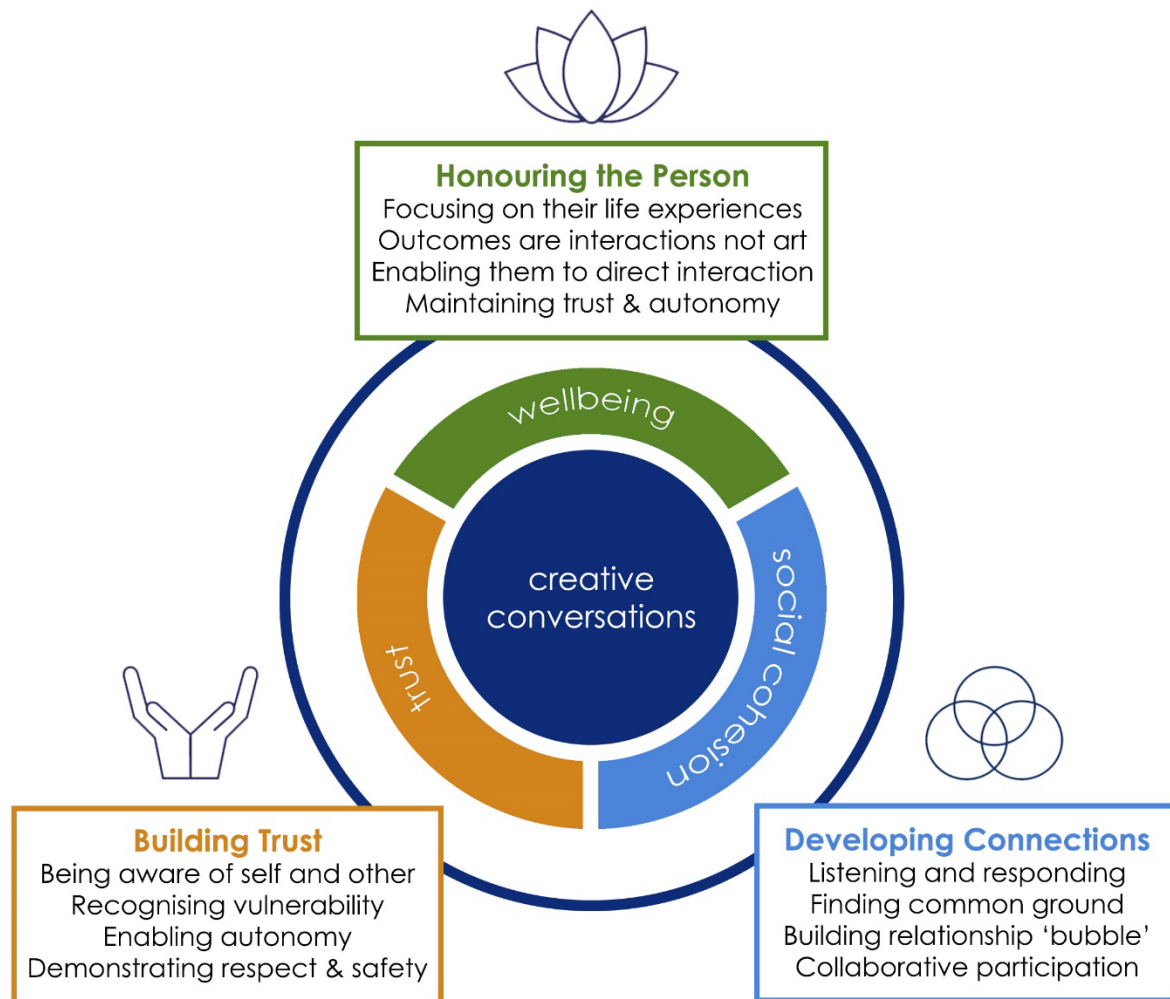 Honouring the Person
Focusing on their life experiences
Outcomes are interactions not art
Enabling them to direct interaction
Maintaining trust & autonomy
wellbeing
creative
conversations
trust
social cohesion
Building Trust
Being aware of self and other
Recognising vulnerability
Enabling autonomy
Demonstrating respect & safety
Developing Connections
Listening and responding
Finding common ground
Building relationship ‘bubble’
Collaborative participation